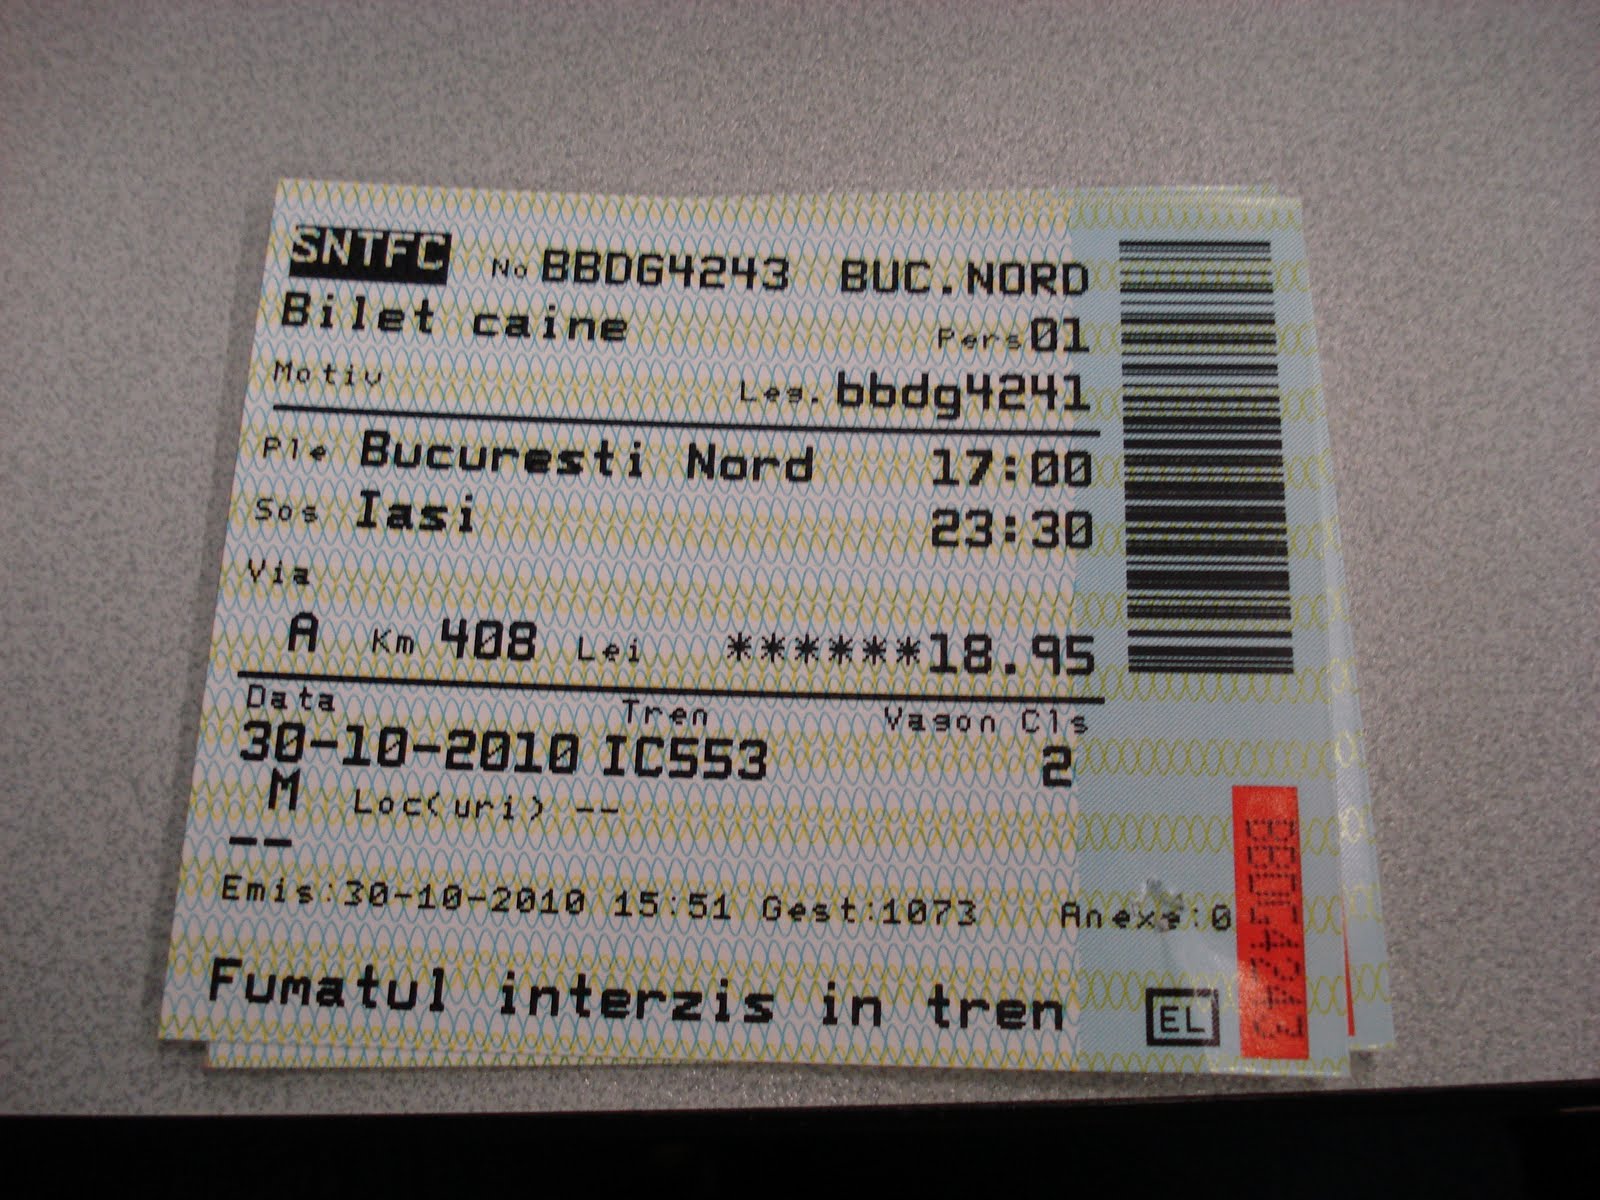 SNTFC No BBDG4243 BUC.NORD
Bilet caine Pers 01
Motiv Leg. bbdg4241
Ple Bucuresti Nord 17:00
Sos Iasi 23:30
Via
A Km 408 Lei ******18.95
Data Tren Vagon Cls
30-10-2010 IC553 2
M Loc(uri) --
--
Emis:30-10-2010 15:51 Gest:1073 Anexe:0
Fumatul interzis in tren
EL
BBDG4243